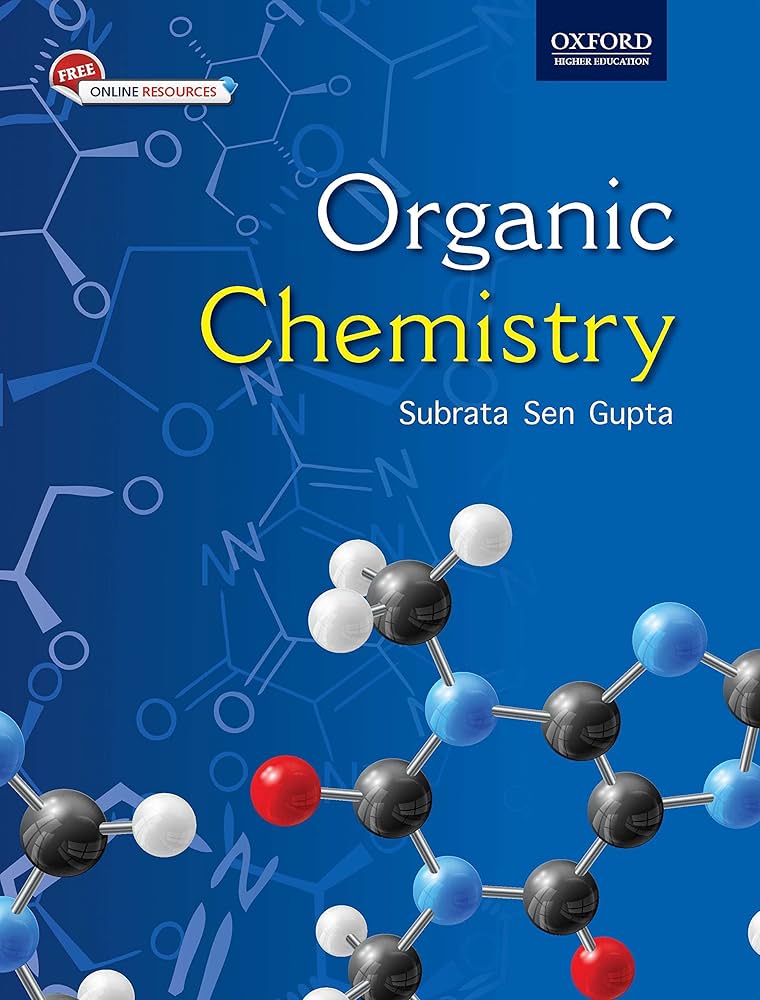 OXFORD
HIGHER EDUCATION
FREE
ONLINE RESOURCES
Organic
Chemistry
Subrata Sen Gupta
O
O
O
O
O
O
O
N
N
N
N
N
O
O
O
N
N